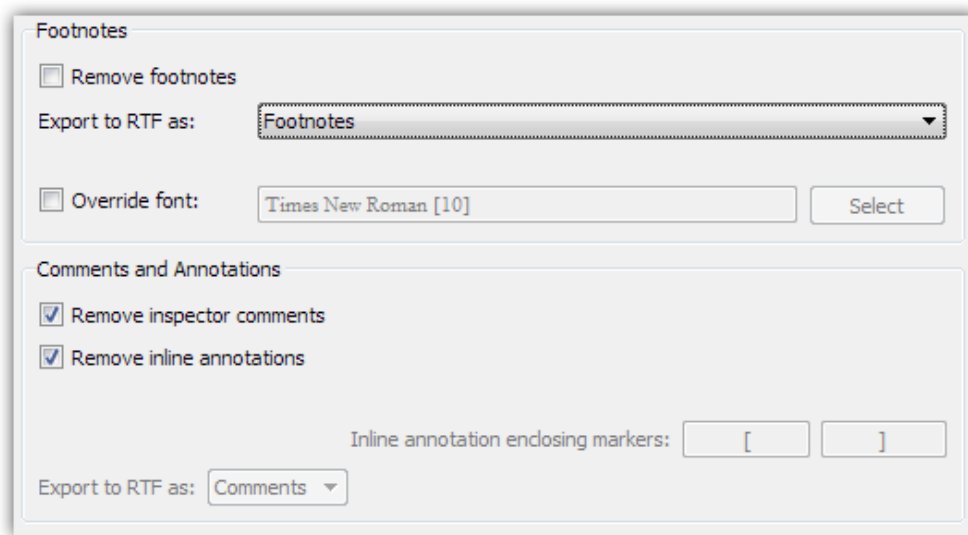 Footnotes
Remove footnotes
Export to RTF as: Footnotes
Override font: Times New Roman [10] Select
Comments and Annotations
Remove inspector comments
Remove inline annotations
Inline annotation enclosing markers: [ ]
Export to RTF as: Comments